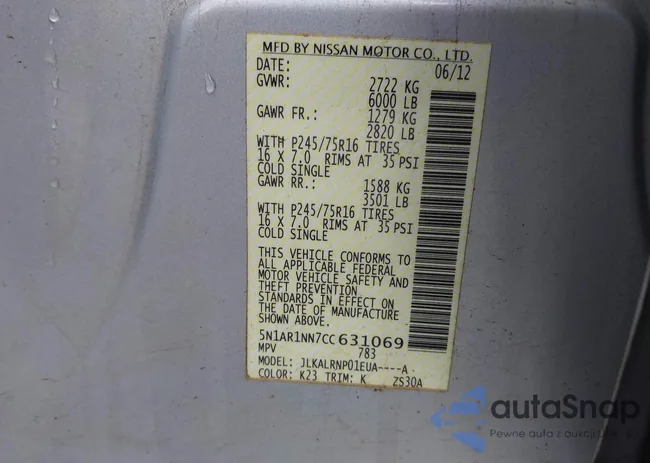 MFD BY NISSAN MOTOR CO., LTD.
DATE: 06/12
GVWR: 2722 KG
6000 LB
GAWR FR.: 1279 KG
2820 LB
WITH P245/75R16 TIRES
16 X 7.0 RIMS AT 35 PSI
COLD SINGLE
GAWR RR.: 1588 KG
3501 LB
WITH P245/75R16 TIRES
16 X 7.0 RIMS AT 35 PSI
COLD SINGLE
THIS VEHICLE CONFORMS TO
ALL APPLICABLE FEDERAL
MOTOR VEHICLE SAFETY AND
THEFT PREVENTION
STANDARDS IN EFFECT ON
THE DATE OF MANUFACTURE
SHOWN ABOVE.
5N1AR1NN7CC631069
MPV 783
MODEL: JLKALRNP01EUA----A
COLOR: K23 TRIM: K ZS30A
autaSnap
Pewne auta z aukcji